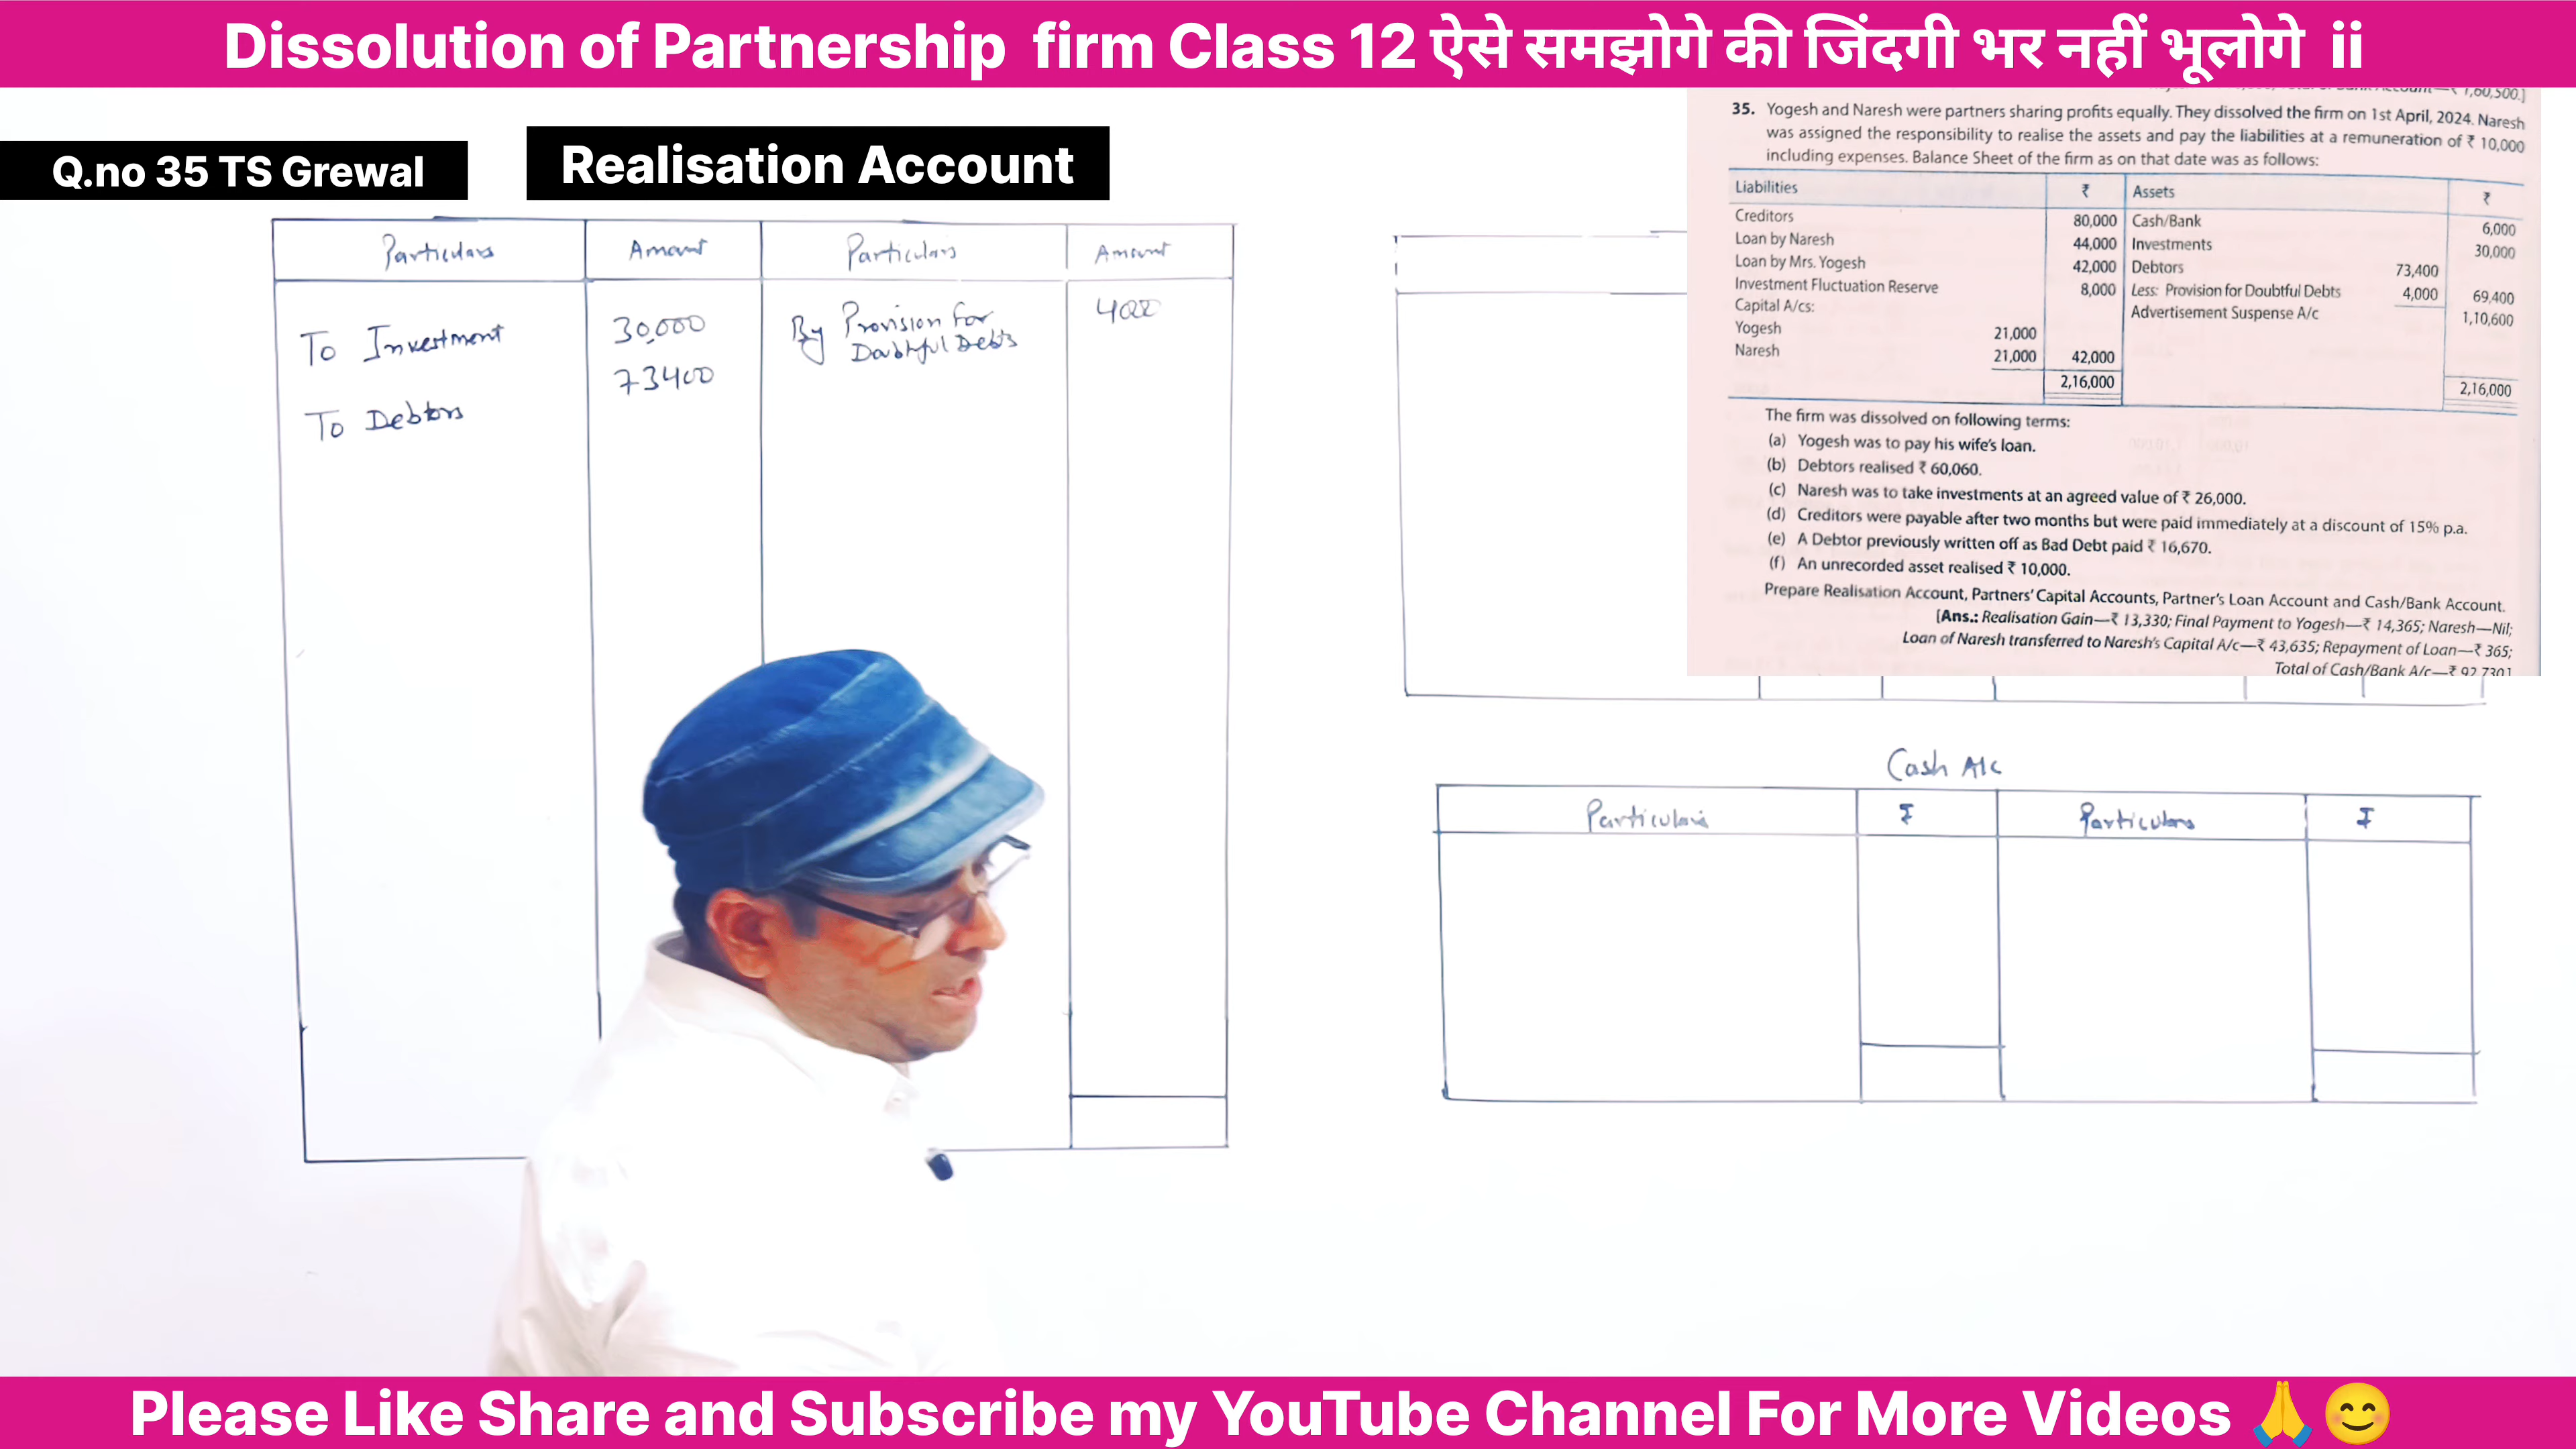 Dissolution of Partnership firm Class 12 ऐसे समझोगे की जिंदगी भर नहीं भूलोगे ii
Q.no 35 TS Grewal
Realisation Account
Particulars Amount Particulars Amount
To Investment 30,000 By Provision for Doubtful Debts
To Debtors 73400
1,60,500.]
35. Yogesh and Naresh were partners sharing profits equally. They dissolved the firm on 1st April, 2024. Naresh
was assigned the responsibility to realise the assets and pay the liabilities at a remuneration of ₹ 10,000
including expenses. Balance Sheet of the firm as on that date was as follows:
Liabilities ₹ Assets ₹
Creditors 80,000 Cash/Bank 6,000
Loan by Naresh 44,000 Investments 30,000
Loan by Mrs. Yogesh 42,000 Debtors 73,400
Investment Fluctuation Reserve 8,000 Less: Provision for Doubtful Debts 4,000 69,400
Capital A/cs: Advertisement Suspense A/c 1,10,600
Yogesh 21,000
Naresh 21,000 42,000
2,16,000 2,16,000
The firm was dissolved on following terms:
(a) Yogesh was to pay his wife's loan.
(b) Debtors realised ₹ 60,060.
(c) Naresh was to take investments at an agreed value of ₹ 26,000.
(d) Creditors were payable after two months but were paid immediately at a discount of 15% p.a.
(e) A Debtor previously written off as Bad Debt paid ₹ 16,670.
(f) An unrecorded asset realised ₹ 10,000.
Prepare Realisation Account, Partners' Capital Accounts, Partner's Loan Account and Cash/Bank Account.
[Ans.: Realisation Gain—₹ 13,330; Final Payment to Yogesh—₹ 14,365; Naresh—Nil;
Loan of Naresh transferred to Naresh's Capital A/c—₹ 43,635; Repayment of Loan—₹ 365;
Total of Cash/Bank A/c—₹ 92,730]
Cash A/c
Particulars ₹ Particulars ₹
Please Like Share and Subscribe my YouTube Channel For More Videos 🙏😊